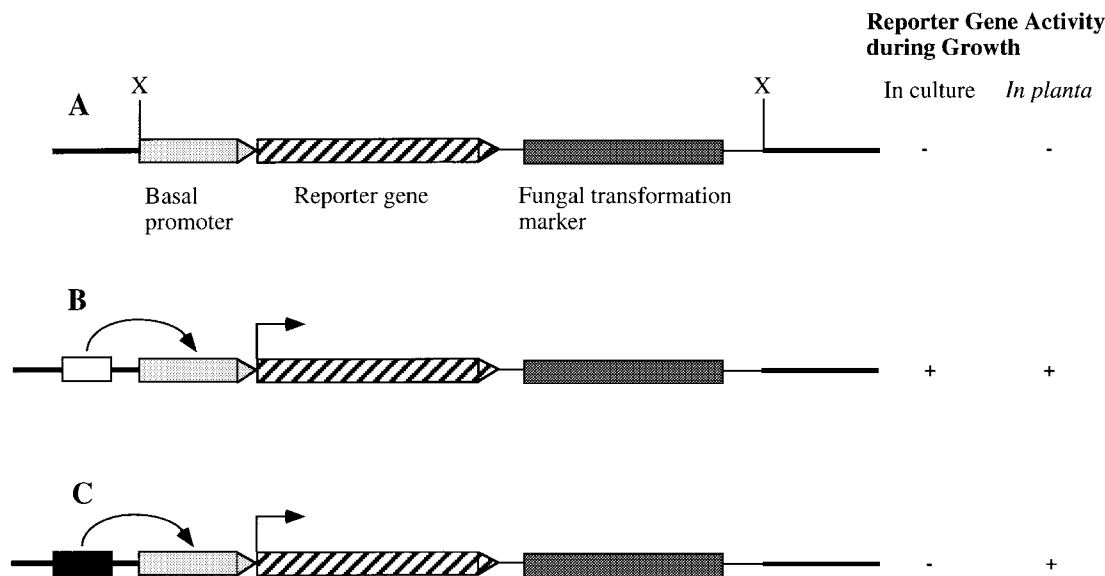 Reporter Gene Activity
during Growth
In culture In planta
X X
A
- -
Basal
promoter
Reporter gene
Fungal transformation
marker
B
+ +
C
- +